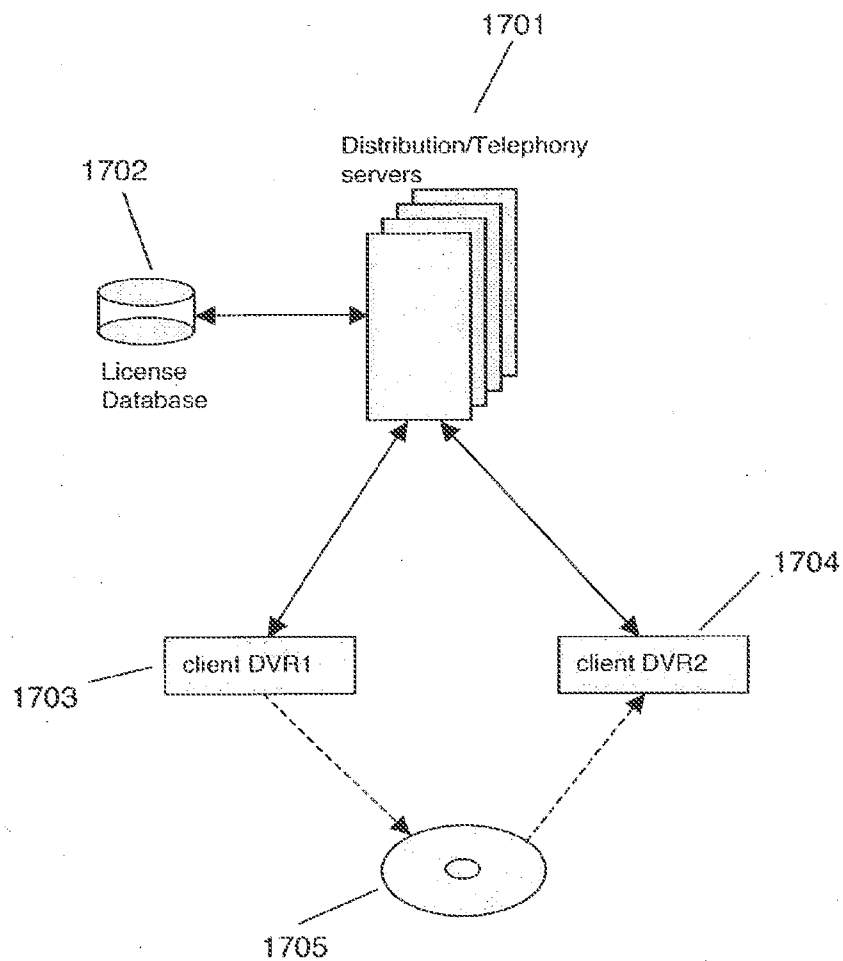 1701
Distribution/Telephony
servers
1702
License
Database
1704
client DVR1
client DVR2
1703
1705